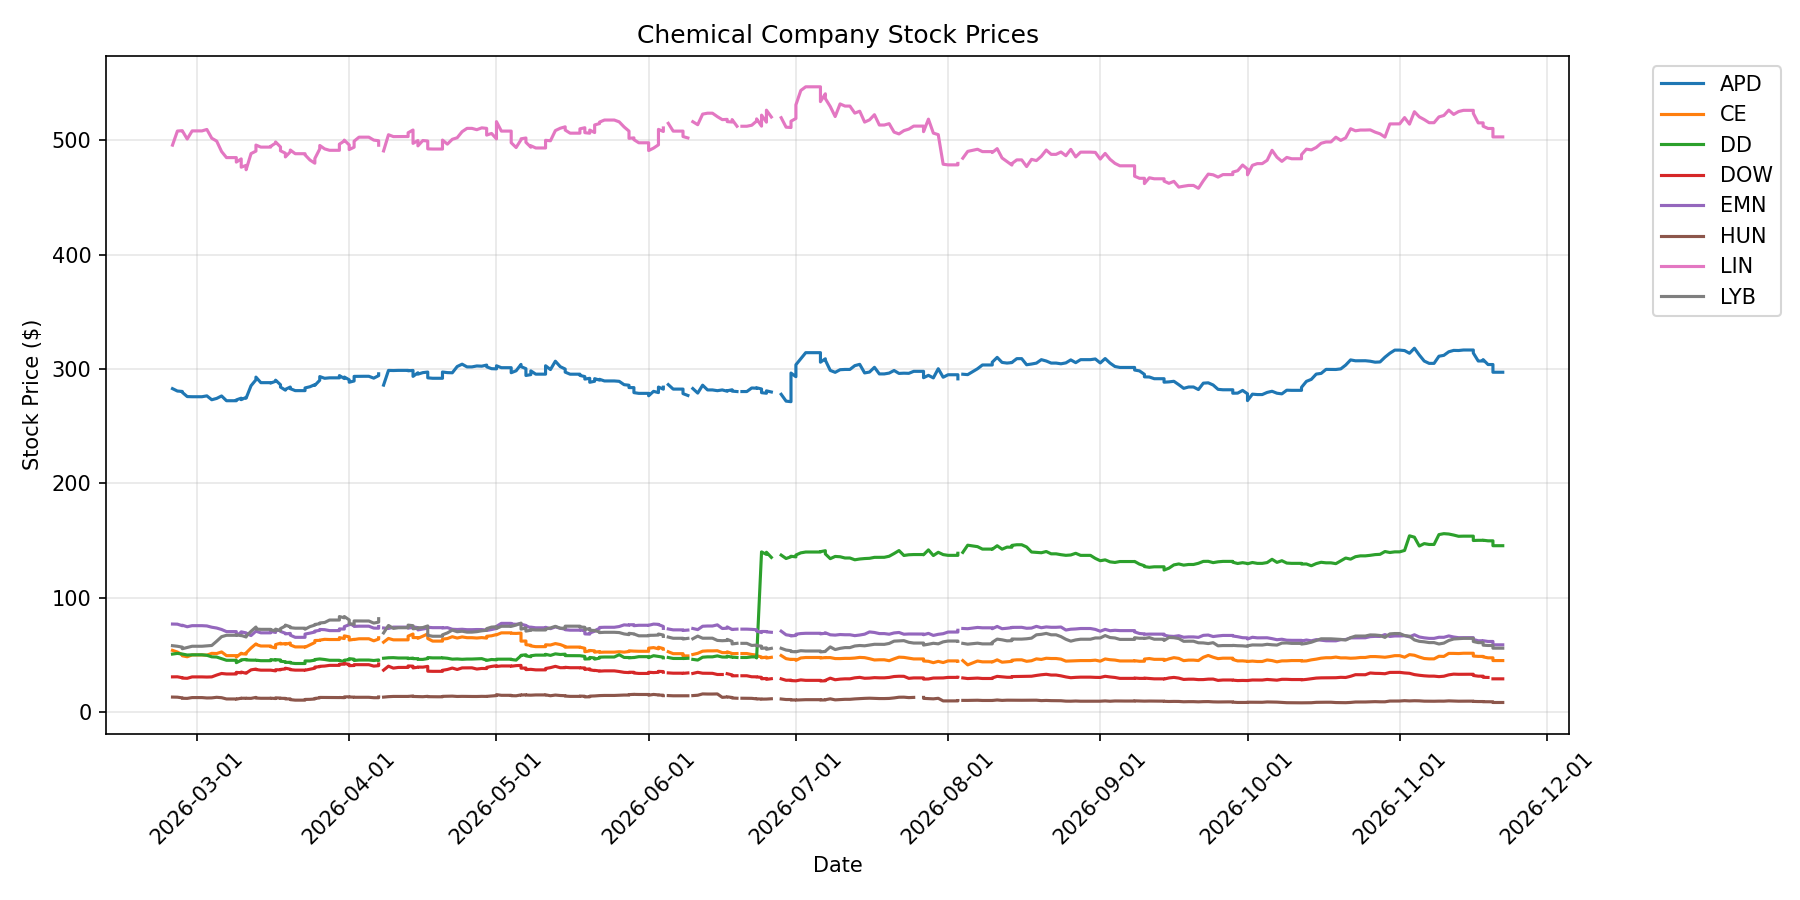 Chemical Company Stock Prices
Stock Price ($)
500
400
300
200
100
0
2026-03-01
2026-04-01
2026-05-01
2026-06-01
2026-07-01
2026-08-01
2026-09-01
2026-10-01
2026-11-01
2026-12-01
Date
APD
CE
DD
DOW
EMN
HUN
LIN
LYB